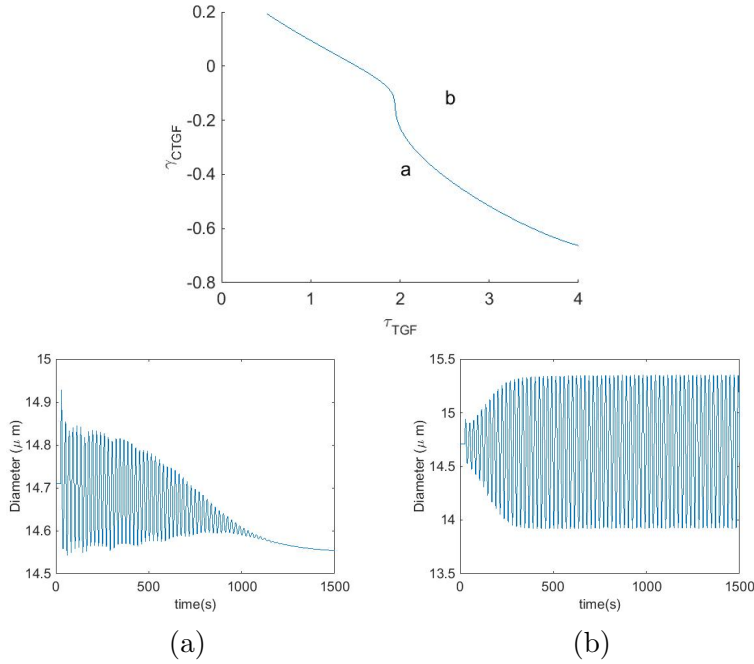 0.2
0
-0.2
-0.4
-0.6
-0.8
γCTGF
b
a
0 1 2 3 4
τTGF
15
14.9
14.8
14.7
14.6
14.5
Diameter (μ m)
0 500 1000 1500
time(s)
(a)
15.5
15
14.5
14
13.5
Diameter (μ m)
0 500 1000 1500
time(s)
(b)